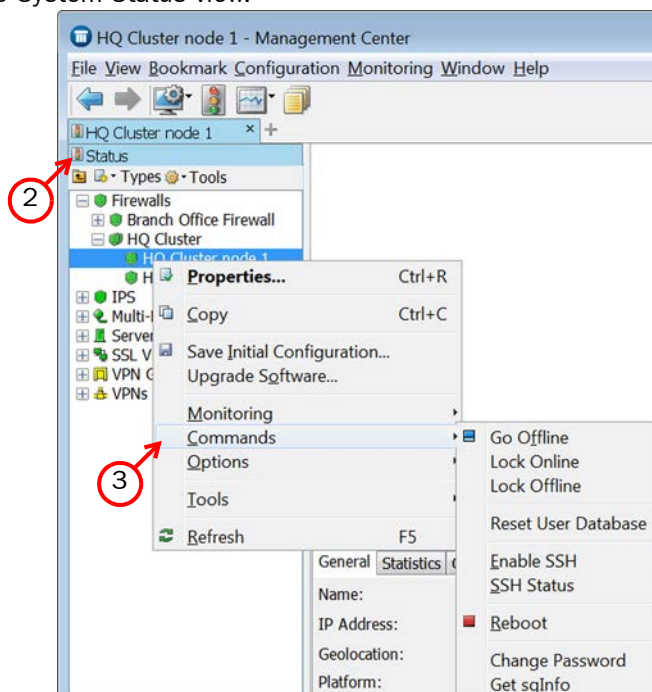 System Status view.
HQ Cluster node 1 - Management Center
File View Bookmark Configuration Monitoring Window Help
HQ Cluster node 1 × +
Status
Types Tools
2
Firewalls
Branch Office Firewall
HQ Cluster
HQ Cluster node 1
H
IPS
Multi-
Server
SSL V
VPN G
VPNs
Properties... Ctrl+R
Copy Ctrl+C
Save Initial Configuration...
Upgrade Software...
Monitoring
Commands
Options
Tools
Refresh F5
3
Go Offline
Lock Online
Lock Offline
Reset User Database
Enable SSH
SSH Status
Reboot
Change Password
Get sgInfo
General Statistics
Name:
IP Address:
Geolocation:
Platform: